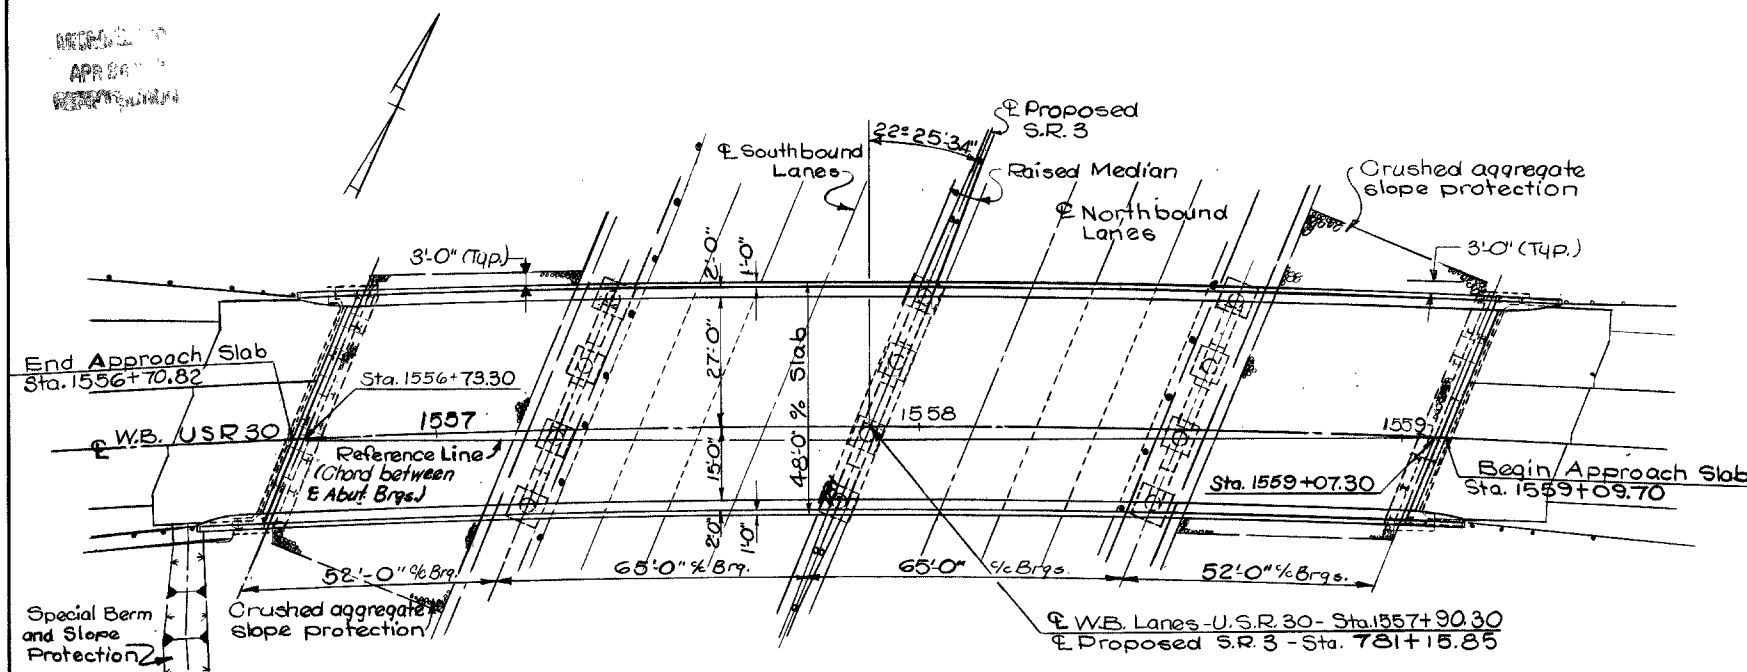 APR 26
℄ Proposed
S.R. 3
22°25'34"
℄ Southbound
Lanes
Raised Median
Crushed aggregate
slope protection
℄ Northbound
Lanes
3'-0" (Typ.)
2'-0"
1'-0"
3'-0" (Typ.)
27'-0"
48'-0" % Slab
End Approach Slab
Sta. 1556+70.82
Sta. 1556+73.30
1557
1558
1559
℄ W.B. USR 30
Reference Line
(Chord between
℄ Abut. Brgs.)
15'-0"
Sta. 1559+07.30
Begin Approach Slab
Sta. 1559+09.70
2'-0"
1'-0"
52'-0" c/c Brg.
65'-0" c/c Brg.
65'-0" c/c Brgs.
52'-0" c/c Brgs.
Special Berm
and Slope
Protection
Crushed aggregate
slope protection
℄ W.B. Lanes - U.S.R. 30 - Sta. 1557+90.30
℄ Proposed S.R. 3 - Sta. 781+15.85